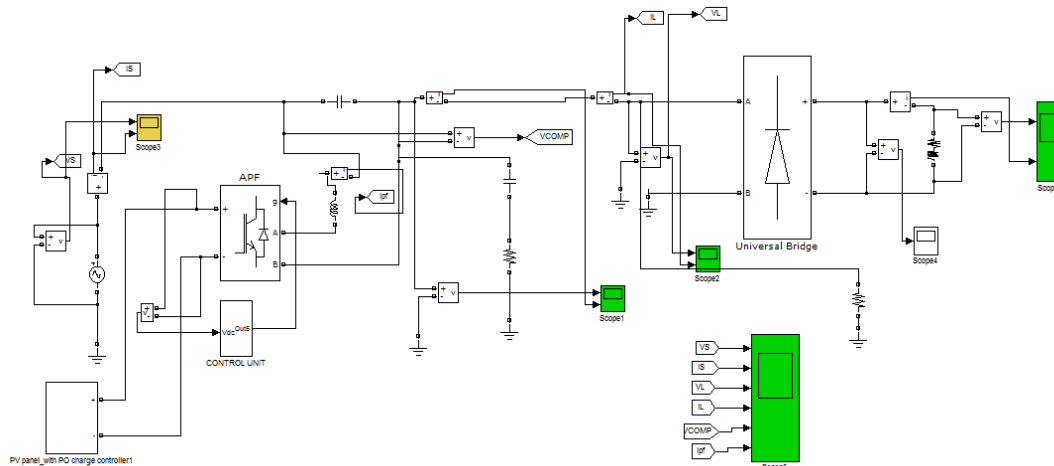 IS
IL
VL
VS
Scope3
APF
g
A
B
+
-
VCOMP
Ipf
A
B
+
-
Universal Bridge
Scope
Scope4
Scope2
Scope1
Vdc
Out5
CONTROL UNIT
+
-
PV panel_with PO charge controller1
VS
IS
VL
IL
VCOMP
Ipf